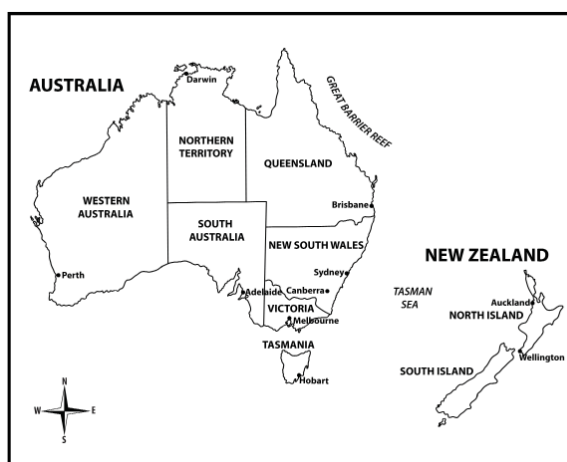 AUSTRALIA
Darwin
GREAT BARRIER REEF
NORTHERN
TERRITORY
QUEENSLAND
WESTERN
AUSTRALIA
Brisbane
SOUTH
AUSTRALIA
NEW SOUTH WALES
Perth
Sydney
Adelaide
Canberra
VICTORIA
Melbourne
TASMANIA
Hobart
NEW ZEALAND
TASMAN
SEA
Auckland
NORTH ISLAND
Wellington
SOUTH ISLAND
N
W
E
S